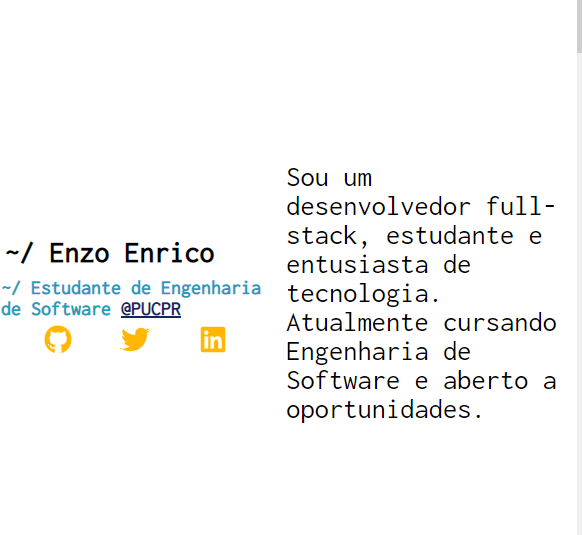 ~/ Enzo Enrico
~/ Estudante de Engenharia
de Software @PUCPR
Sou um
desenvolvedor full-
stack, estudante e
entusiasta de
tecnologia.
Atualmente cursando
Engenharia de
Software e aberto a
oportunidades.